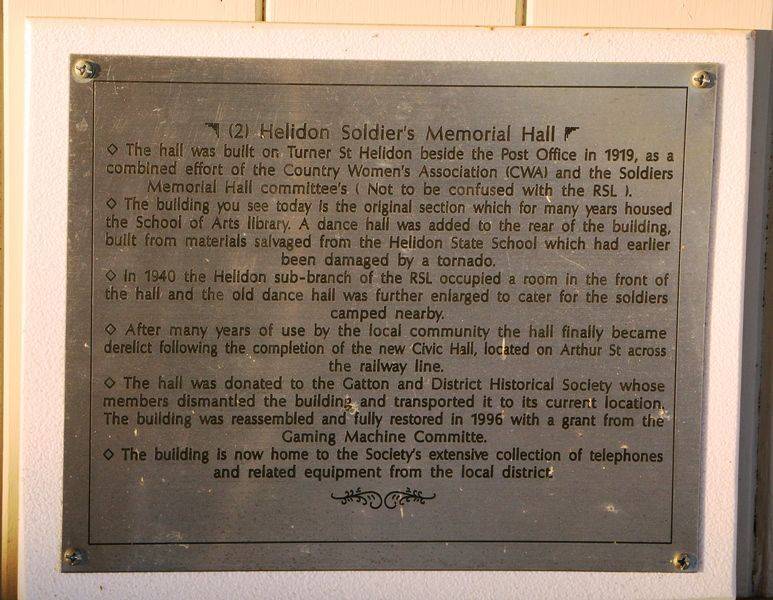 (2) Helidon Soldier's Memorial Hall
◇ The hall was built on Turner St Helidon beside the Post Office in 1919, as a
combined effort of the Country Women's Association (CWA) and the Soldiers
Memorial Hall committee's ( Not to be confused with the RSL ).
◇ The building you see today is the original section which for many years housed
the School of Arts library. A dance hall was added to the rear of the building,
built from materials salvaged from the Helidon State School which had earlier
been damaged by a tornado.
◇ In 1940 the Helidon sub-branch of the RSL occupied a room in the front of
the hall and the old dance hall was further enlarged to cater for the soldiers
camped nearby.
◇ After many years of use by the local community the hall finally became
derelict following the completion of the new Civic Hall, located on Arthur St across
the railway line.
◇ The hall was donated to the Gatton and District Historical Society whose
members dismantled the building and transported it to its current location.
The building was reassembled and fully restored in 1996 with a grant from the
Gaming Machine Committe.
◇ The building is now home to the Society's extensive collection of telephones
and related equipment from the local district.